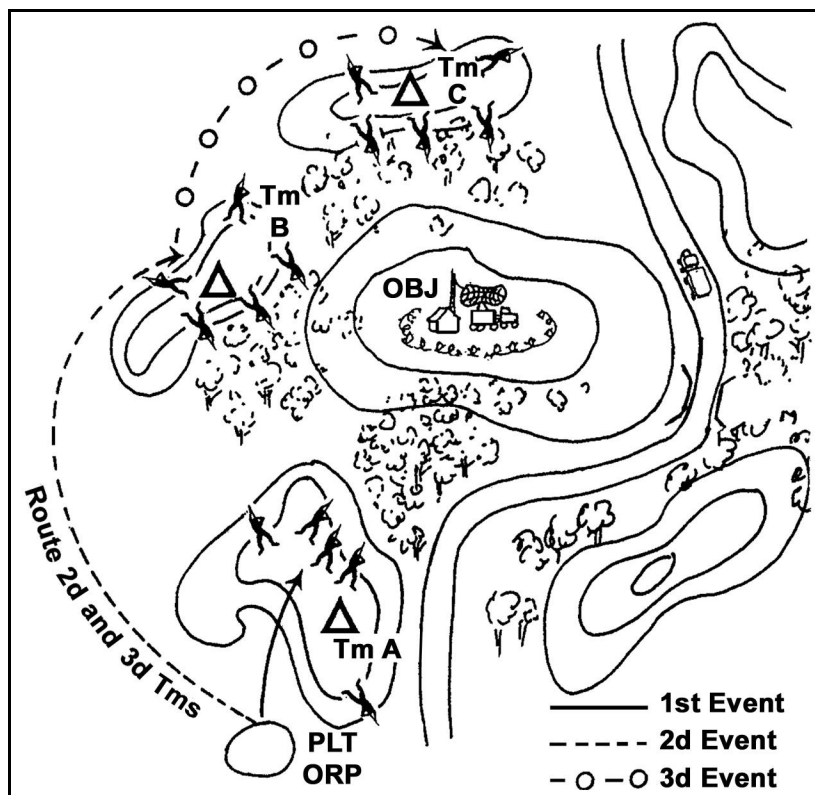 Tm
C
Tm
B
OBJ
Route 2d and 3d Tms
Tm A
PLT
ORP
1st Event
2d Event
3d Event